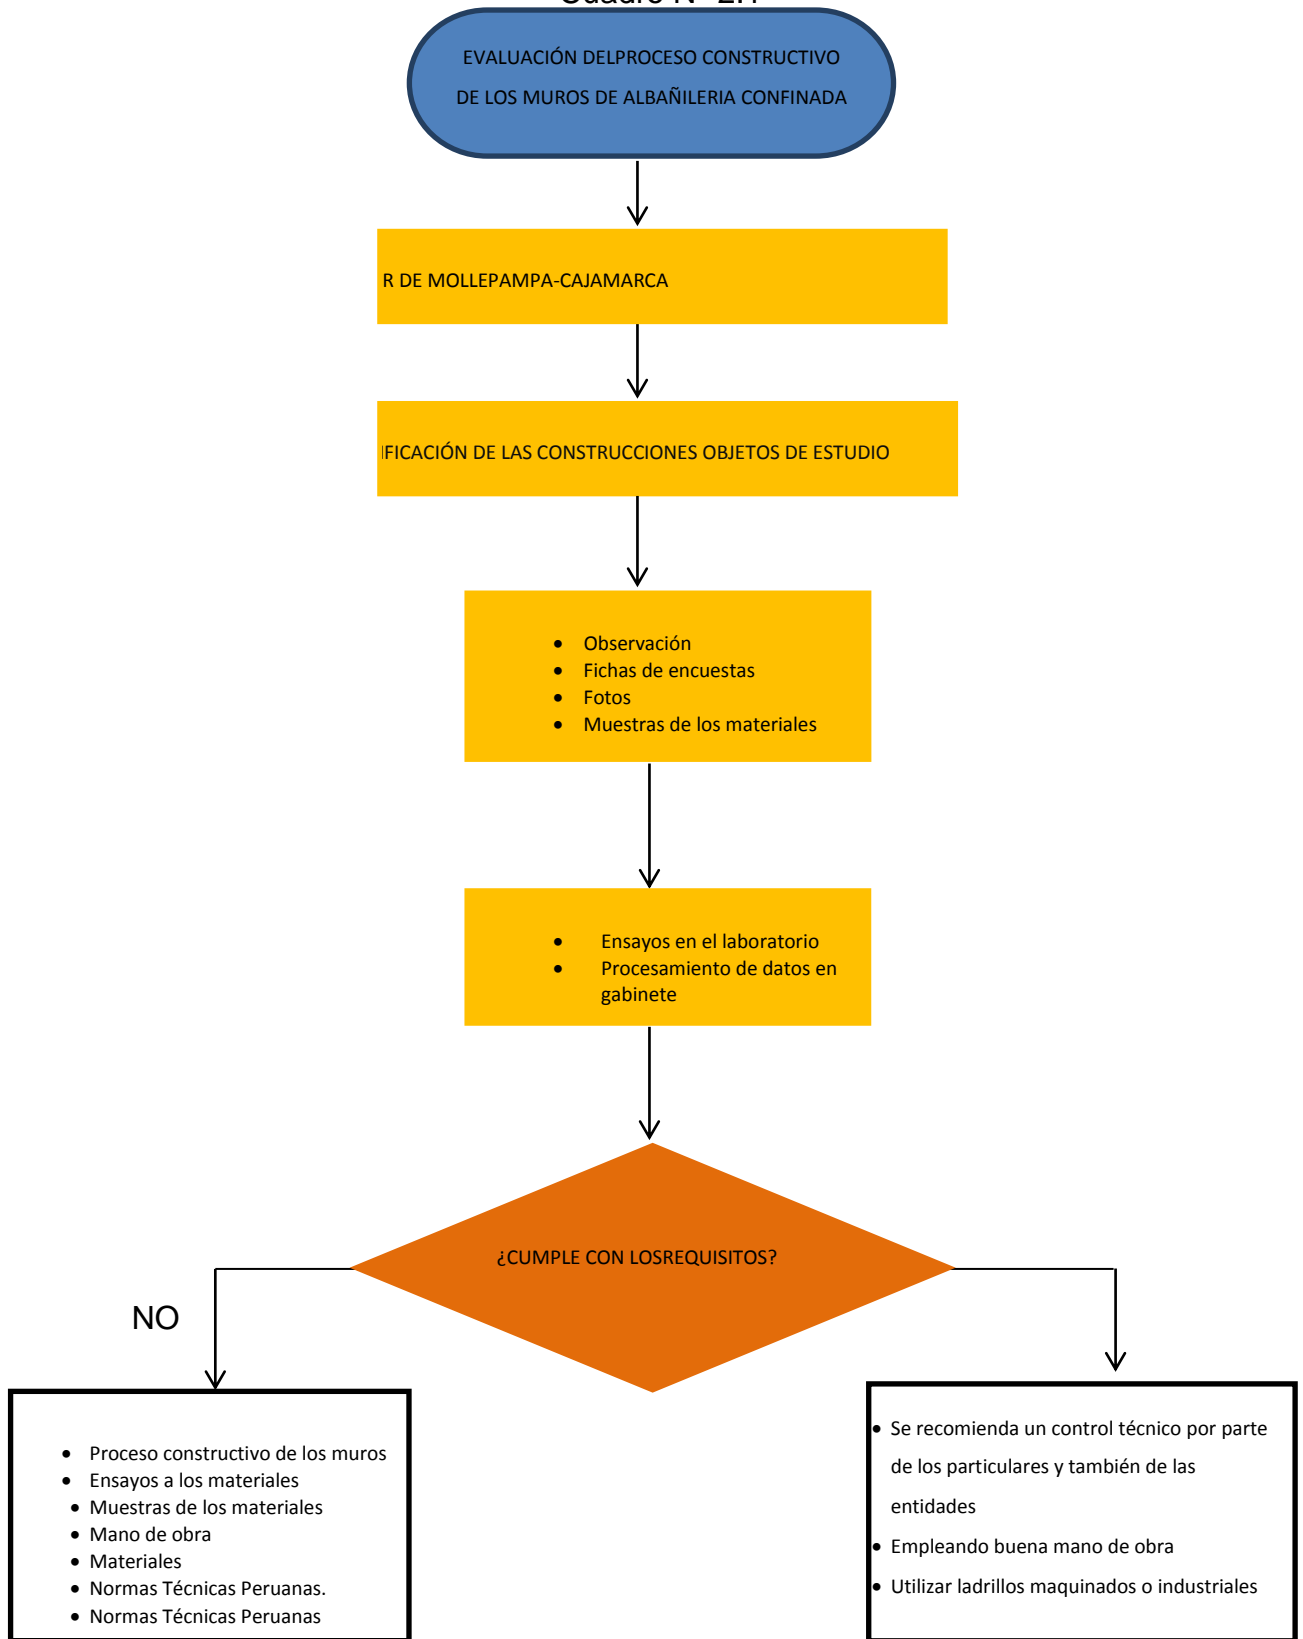 EVALUACIÓN DELPROCESO CONSTRUCTIVO
DE LOS MUROS DE ALBAÑILERIA CONFINADA
R DE MOLLEPAMPA-CAJAMARCA
IFICACIÓN DE LAS CONSTRUCCIONES OBJETOS DE ESTUDIO
• Observación
• Fichas de encuestas
• Fotos
• Muestras de los materiales
• Ensayos en el laboratorio
• Procesamiento de datos en
gabinete
¿CUMPLE CON LOSREQUISITOS?
NO
• Proceso constructivo de los muros
• Ensayos a los materiales
• Muestras de los materiales
• Mano de obra
• Materiales
• Normas Técnicas Peruanas.
• Normas Técnicas Peruanas
• Se recomienda un control técnico por parte
de los particulares y también de las
entidades
• Empleando buena mano de obra
• Utilizar ladrillos maquinados o industriales